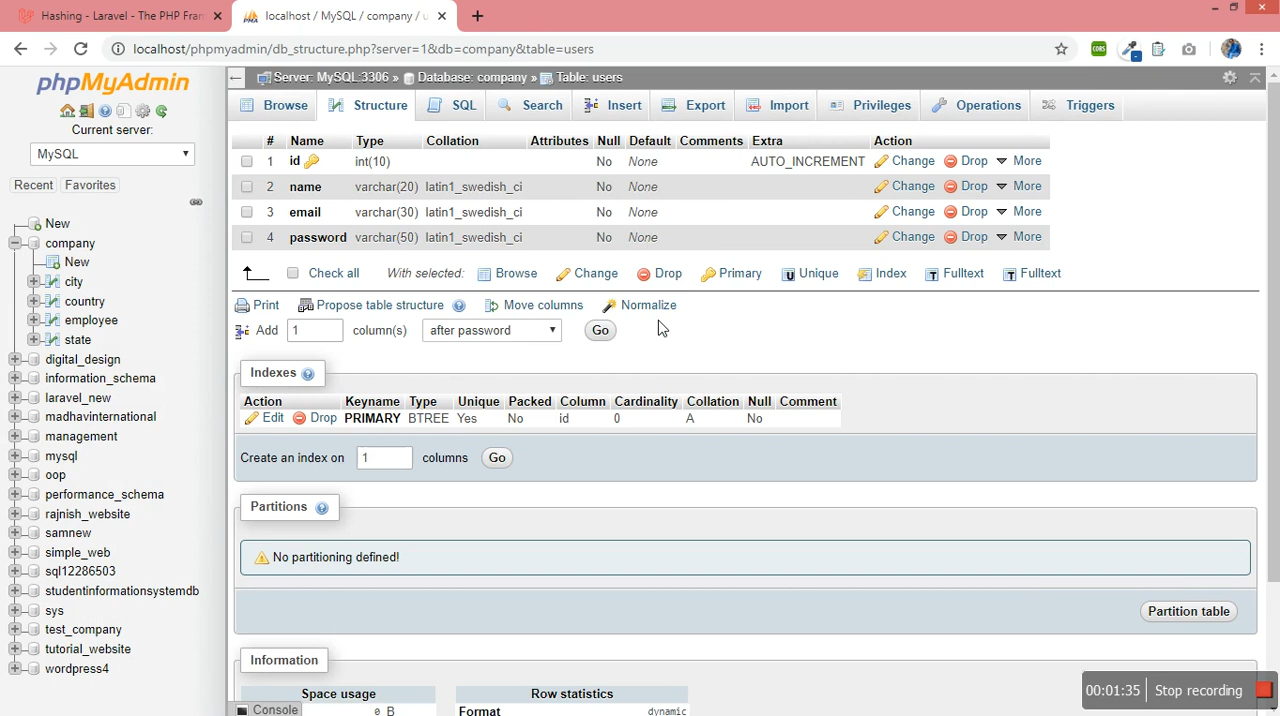 Hashing - Laravel - The PHP Fram
localhost / MySQL / company / u
localhost/phpmyadmin/db_structure.php?server=1&db=company&table=users
CORS
phpMyAdmin
Current server:
MySQL
Recent Favorites
New
company
New
city
country
employee
state
digital_design
information_schema
laravel_new
madhavinternational
management
mysql
oop
performance_schema
rajnish_website
samnew
simple_web
sql12286503
studentinformationsystemdb
sys
test_company
tutorial_website
wordpress4
Server: MySQL:3306 » Database: company » Table: users
Browse Structure SQL Search Insert Export Import Privileges Operations Triggers
# Name Type Collation Attributes Null Default Comments Extra Action
1 id int(10) No None AUTO_INCREMENT Change Drop More
2 name varchar(20) latin1_swedish_ci No None Change Drop More
3 email varchar(30) latin1_swedish_ci No None Change Drop More
4 password varchar(50) latin1_swedish_ci No None Change Drop More
Check all With selected: Browse Change Drop Primary Unique Index Fulltext Fulltext
Print Propose table structure Move columns Normalize
Add 1 column(s) after password Go
Indexes
Action Keyname Type Unique Packed Column Cardinality Collation Null Comment
Edit Drop PRIMARY BTREE Yes No id 0 A No
Create an index on 1 columns Go
Partitions
No partitioning defined!
Partition table
Information
Space usage
0 B
Row statistics
Format dynamic
Console
00:01:35 Stop recording